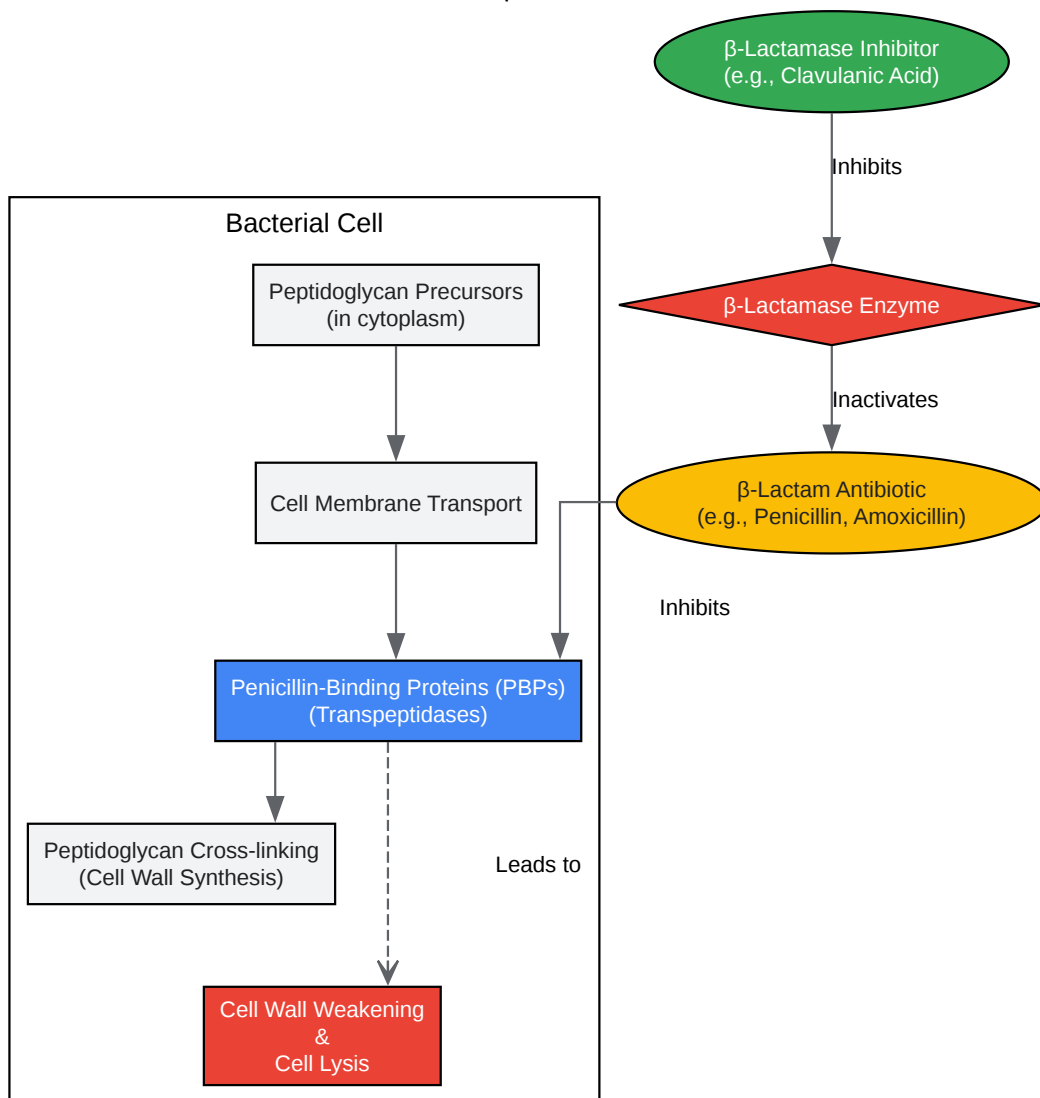 β-Lactamase Inhibitor
(e.g., Clavulanic Acid)
Inhibits
Bacterial Cell
Peptidoglycan Precursors
(in cytoplasm)
β-Lactamase Enzyme
Inactivates
Cell Membrane Transport
β-Lactam Antibiotic
(e.g., Penicillin, Amoxicillin)
Inhibits
Penicillin-Binding Proteins (PBPs)
(Transpeptidases)
Peptidoglycan Cross-linking
(Cell Wall Synthesis)
Leads to
Cell Wall Weakening
&
Cell Lysis